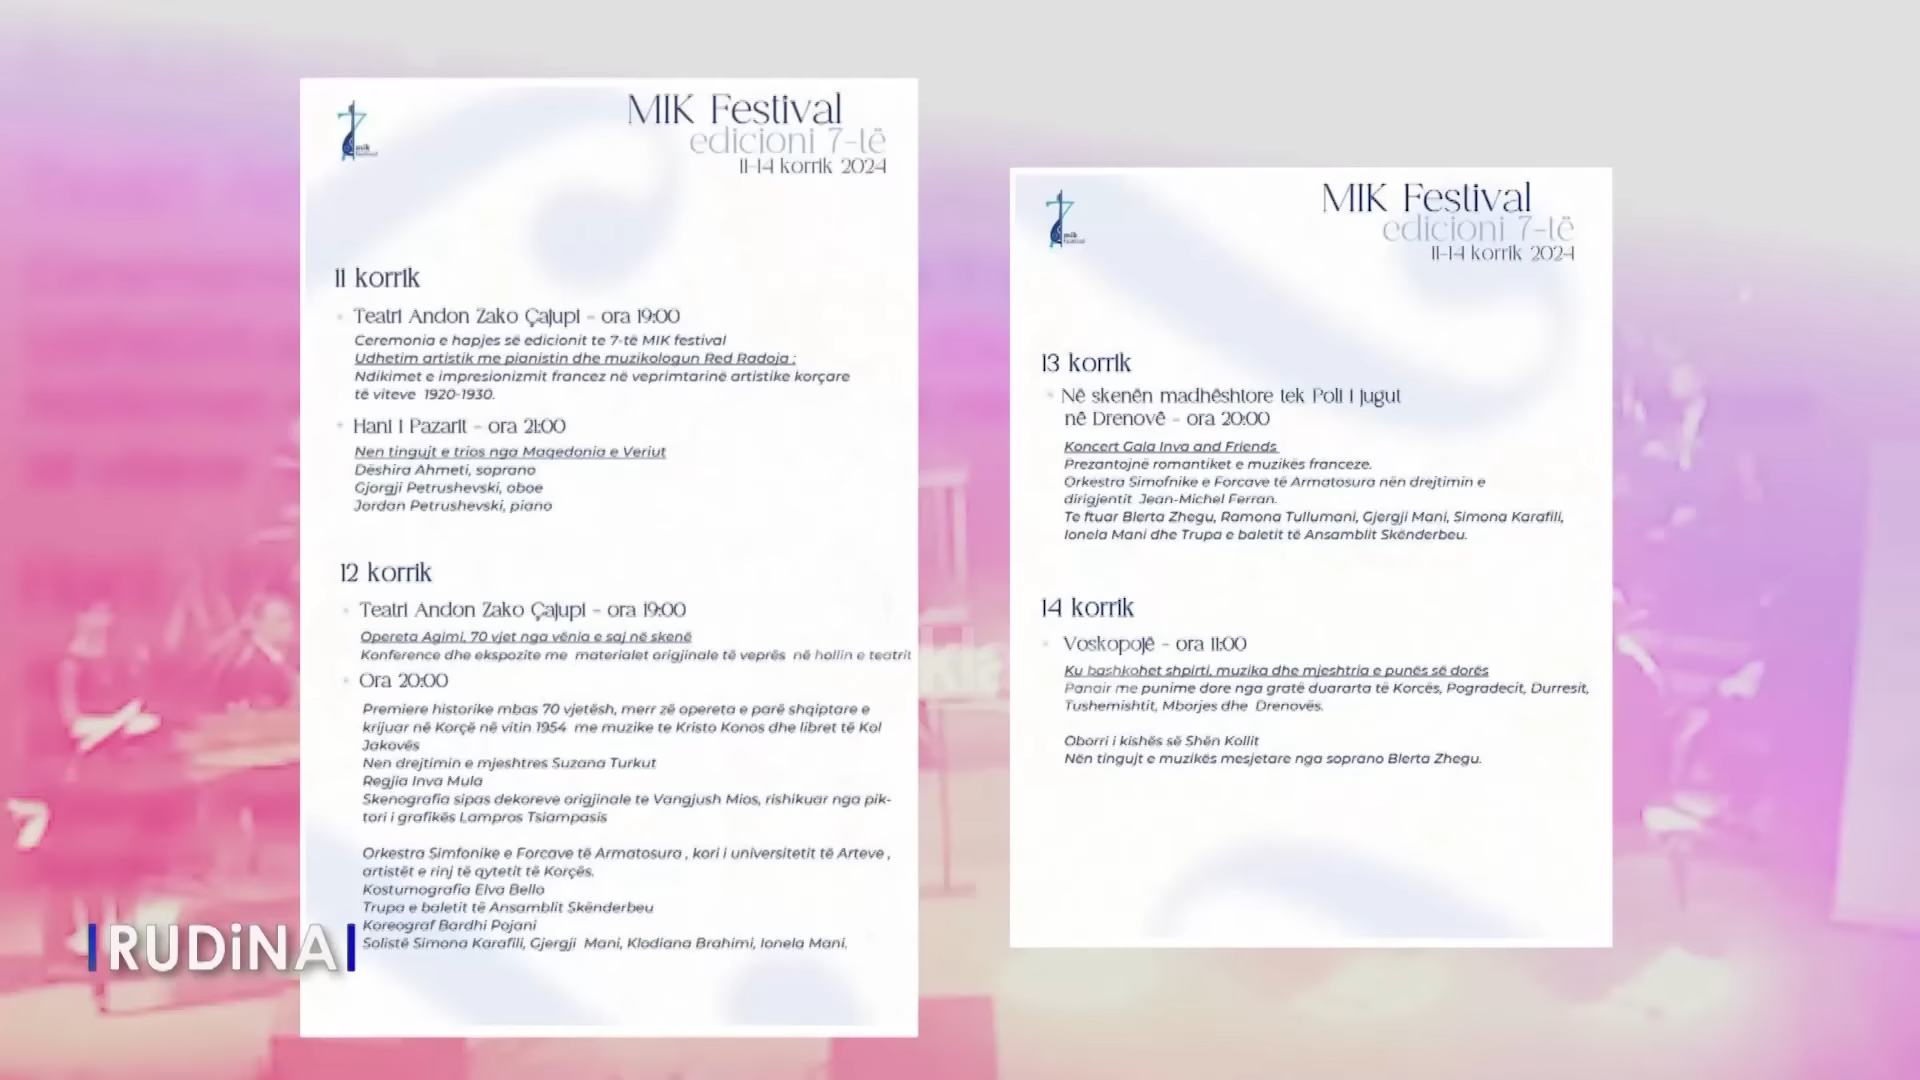 mik
festival
MIK Festival
edicioni 7-të
11-14 korrik 2024
11 korrik
Teatri Andon Zako Çajupi - ora 19:00
Ceremonia e hapjes së edicionit te 7-të MIK festival
Udhetim artistik me pianistin dhe muzikologun Red Radoja :
Ndikimet e impresionizmit francez në veprimtarinë artistike korçare
të viteve 1920-1930.
Hani i Pazarit - ora 21:00
Nen tingujt e trios nga Maqedonia e Veriut
Dëshira Ahmeti, soprano
Gjorgji Petrushevski, oboe
Jordan Petrushevski, piano
12 korrik
Teatri Andon Zako Çajupi - ora 19:00
Opereta Agimi, 70 vjet nga vënia e saj në skenë
Konference dhe ekspozite me materialet origjinale të veprës në hollin e teatrit
Ora 20:00
Premiere historike mbas 70 vjetësh, merr zë opereta e parë shqiptare e
krijuar në Korçë në vitin 1954 me muzike te Kristo Konos dhe libret të Kol
Jakovës
Nen drejtimin e mjeshtres Suzana Turkut
Regjia Inva Mula
Skenografia sipas dekoreve origjinale te Vangjush Mios, rishikuar nga pik-
tori i grafikës Lampros Tsiampasis
Orkestra Simfonike e Forcave të Armatosura , kori i universitetit të Arteve ,
artistët e rinj të qytetit të Korçës.
Kostumografia Elva Bello
Trupa e baletit të Ansamblit Skënderbeu
Koreograf Bardhi Pojani
Solistë Simona Karafili, Gjergji Mani, Klodiana Brahimi, Ionela Mani.
RUDiNA
mik
festival
MIK Festival
edicioni 7-të
11-14 korrik 2024
13 korrik
Në skenën madhështore tek Poli i Jugut
në Drenovë - ora 20:00
Koncert Gala Inva and Friends
Prezantojnë romantiket e muzikës franceze.
Orkestra Simofnike e Forcave të Armatosura nën drejtimin e
dirigjentit Jean-Michel Ferran.
Te ftuar Blerta Zhegu, Ramona Tullumani, Gjergji Mani, Simona Karafili,
Ionela Mani dhe Trupa e baletit të Ansamblit Skënderbeu.
14 korrik
Voskopojë - ora 11:00
Ku bashkohet shpirti, muzika dhe mjeshtria e punës së dorës
Panair me punime dore nga gratë duararta të Korcës, Pogradecit, Durresit,
Tushemishtit, Mborjes dhe Drenovës.
Oborri i kishës së Shën Kollit
Nën tingujt e muzikës mesjetare nga soprano Blerta Zhegu.